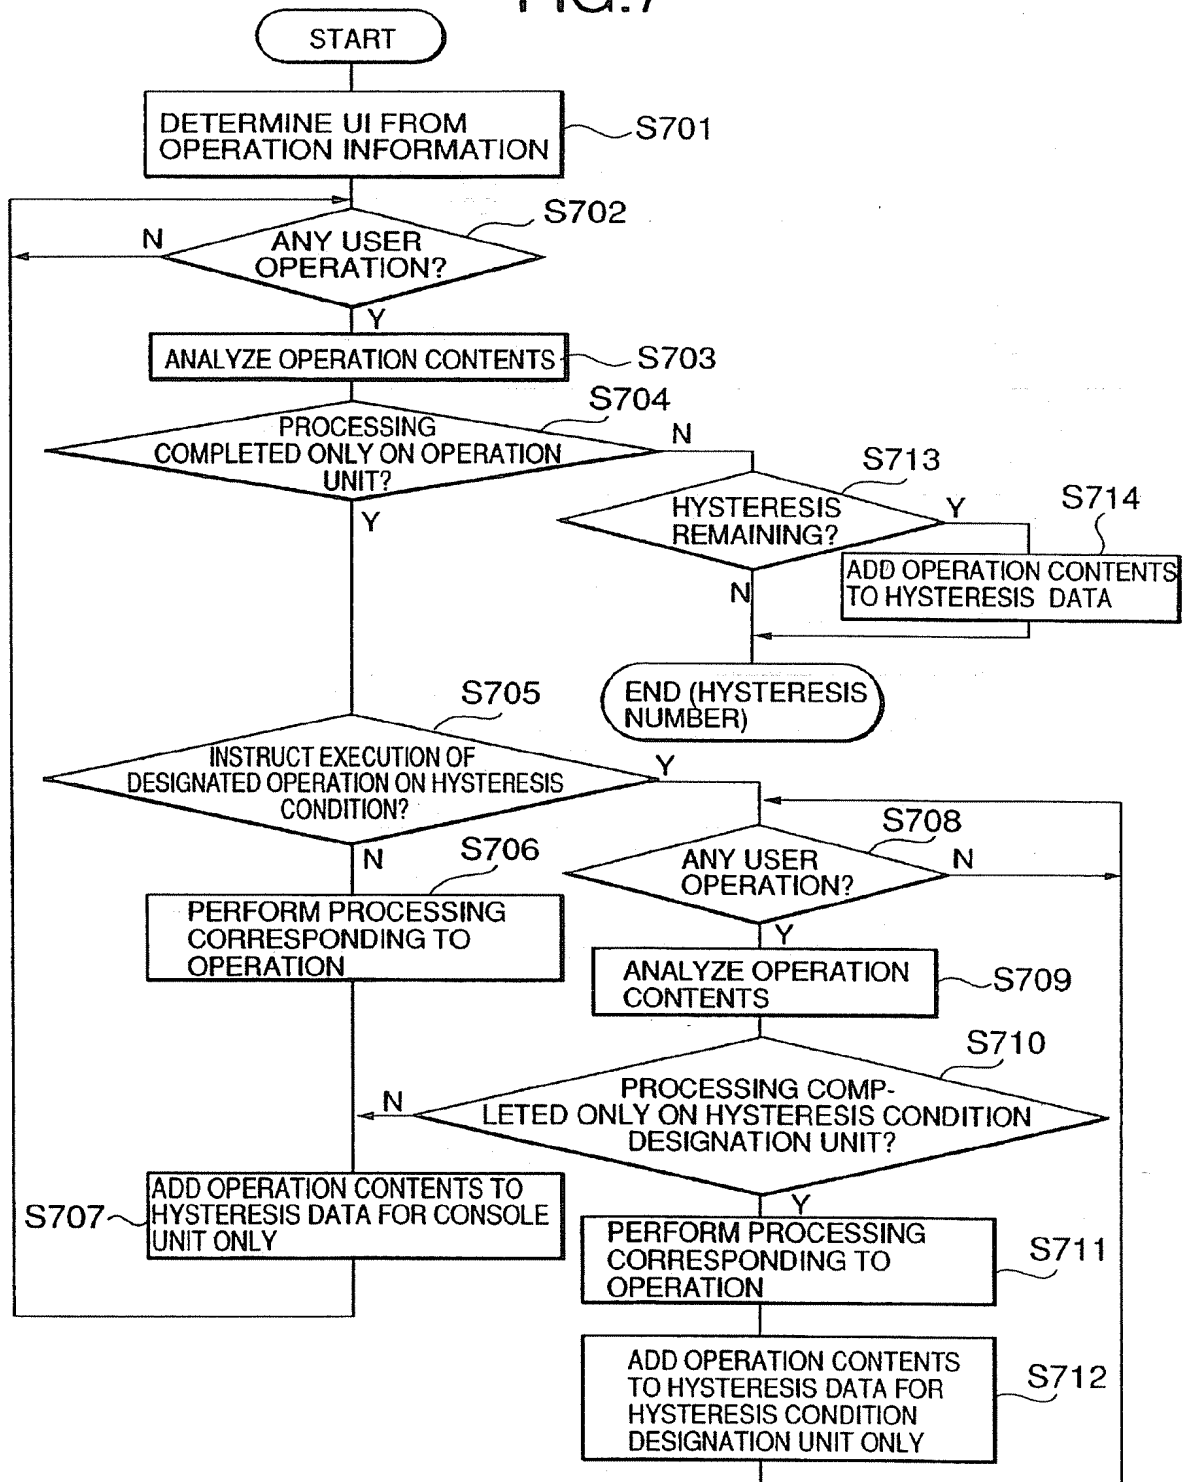 FIG.7
START
DETERMINE UI FROM
OPERATION INFORMATION
S701
S702
N
ANY USER
OPERATION?
Y
ANALYZE OPERATION CONTENTS
S703
S704
PROCESSING
COMPLETED ONLY ON OPERATION
UNIT?
N
Y
S713
HYSTERESIS
REMAINING?
Y
N
S714
ADD OPERATION CONTENTS
TO HYSTERESIS DATA
END (HYSTERESIS
NUMBER)
S705
INSTRUCT EXECUTION OF
DESIGNATED OPERATION ON HYSTERESIS
CONDITION?
Y
N
S706
PERFORM PROCESSING
CORRESPONDING TO
OPERATION
S708
ANY USER
OPERATION?
N
Y
ANALYZE OPERATION
CONTENTS
S709
S710
PROCESSING COMP-
LETED ONLY ON HYSTERESIS CONDITION
DESIGNATION UNIT?
N
Y
S707
ADD OPERATION CONTENTS TO
HYSTERESIS DATA FOR CONSOLE
UNIT ONLY
PERFORM PROCESSING
CORRESPONDING TO
OPERATION
S711
ADD OPERATION CONTENTS
TO HYSTERESIS DATA FOR
HYSTERESIS CONDITION
DESIGNATION UNIT ONLY
S712